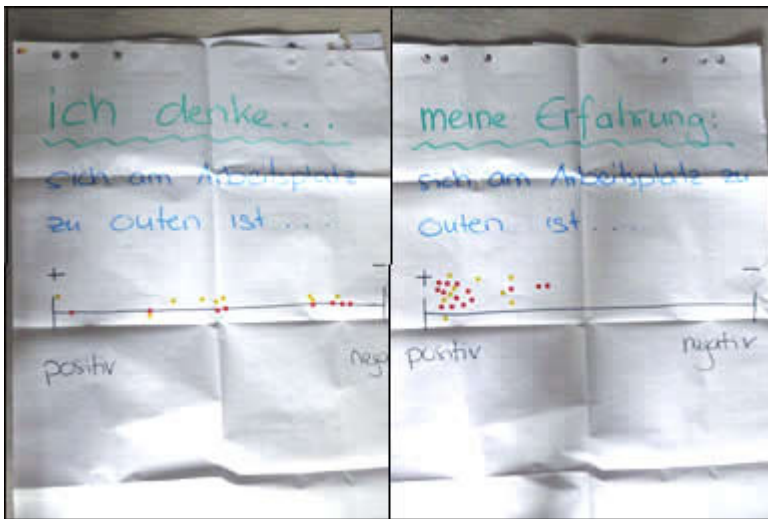 ich denke...
sich am Arbeitsplatz
zu outen ist ....
+ -
positiv nega
meine Erfahrung:
sich am Arbeitsplatz zu
outen ist ....
+ -
positiv negativ